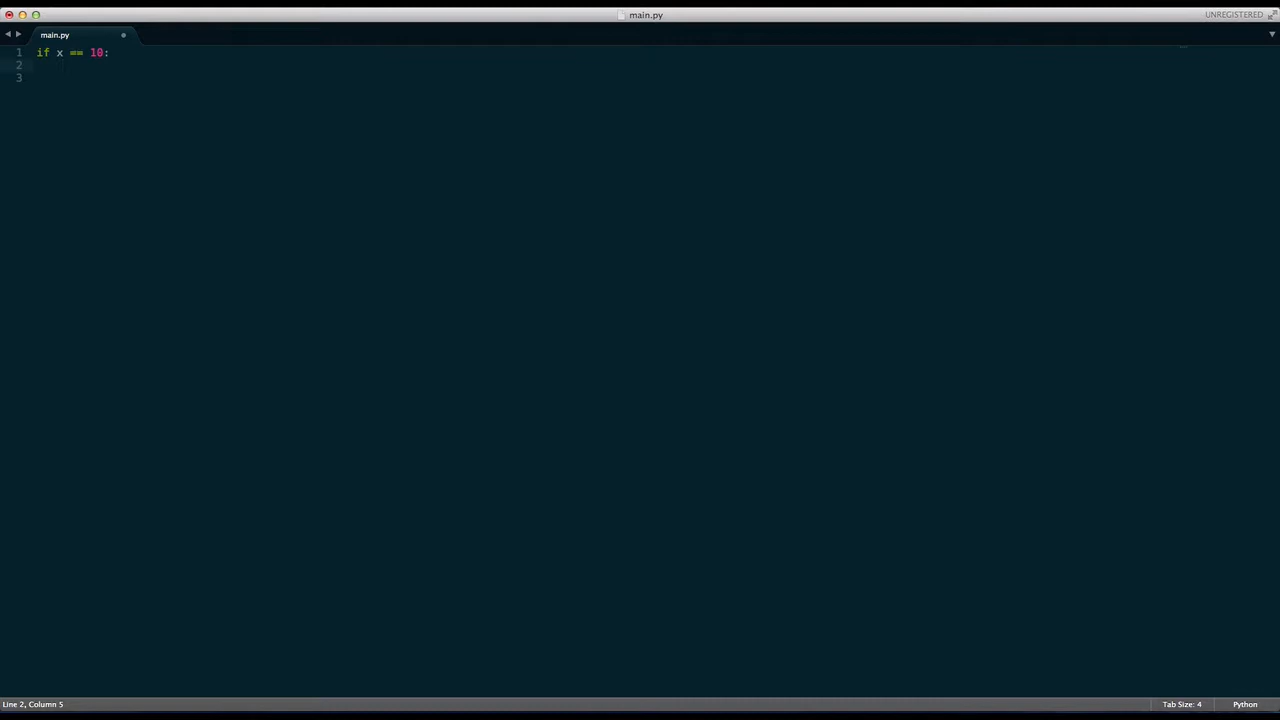 main.py
UNREGISTERED
main.py
1 if x == 10:
2
3
Line 2, Column 5
Tab Size: 4
Python